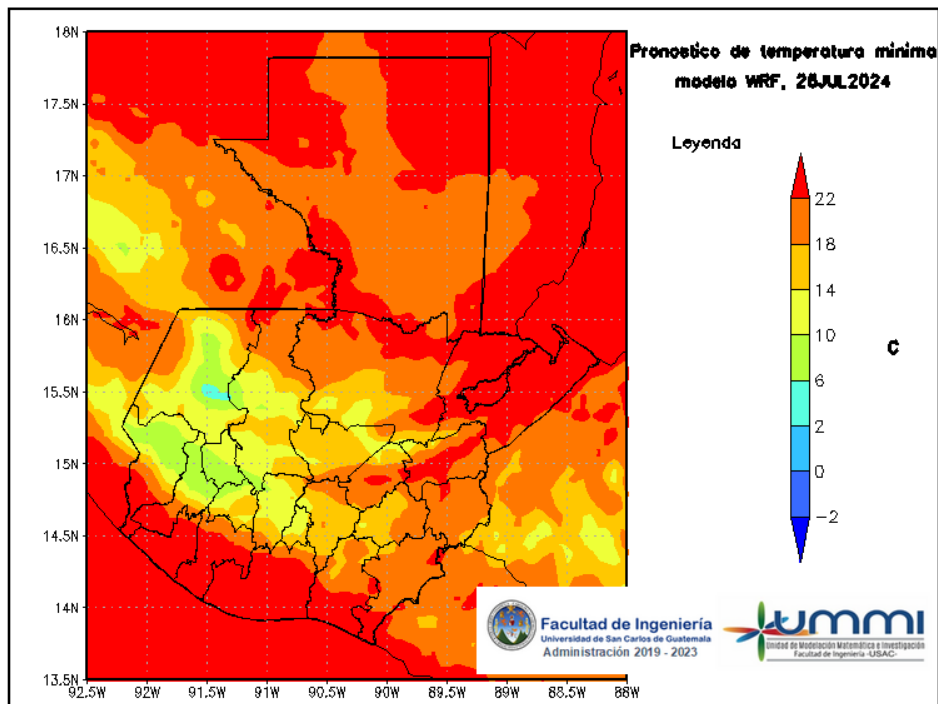 18N
17.5N
17N
16.5N
16N
15.5N
15N
14.5N
14N
13.5N
92.5W 92W 91.5W 91W 90.5W 90W 89.5W 89W 88.5W 88W
Pronostico de temperatura minima
modelo WRF, 28JUL2024
Leyenda
22
18
14
10
6
2
0
-2
C
Facultad de Ingeniería
Universidad de San Carlos de Guatemala
Administración 2019 - 2023
ummi
Unidad de Modelación Matemática e Investigación
Facultad de Ingeniería -USAC-